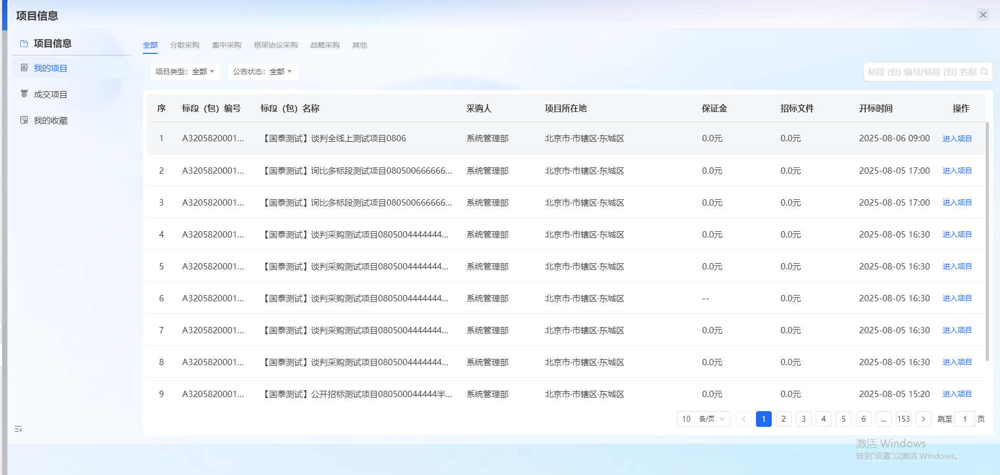 项目信息
项目信息
我的项目
成交项目
我的收藏
全部 分散采购 集中采购 框架协议采购 战略采购 其他
项目类型：全部 公告状态：全部 标段 (包) 编号/标段 (包) 名称
序 标段（包）编号 标段（包）名称 采购人 项目所在地 保证金 招标文件 开标时间 操作
1 A3205820001... 【国泰测试】谈判全线上测试项目0806 系统管理部 北京市·市辖区·东城区 0.0元 0.0元 2025-08-06 09:00 进入项目
2 A3205820001... 【国泰测试】询比多标段测试项目080500666666... 系统管理部 北京市·市辖区·东城区 0.0元 0.0元 2025-08-05 17:00 进入项目
3 A3205820001... 【国泰测试】询比多标段测试项目080500666666... 系统管理部 北京市·市辖区·东城区 0.0元 0.0元 2025-08-05 17:00 进入项目
4 A3205820001... 【国泰测试】谈判采购测试项目0805004444444... 系统管理部 北京市·市辖区·东城区 0.0元 0.0元 2025-08-05 16:30 进入项目
5 A3205820001... 【国泰测试】谈判采购测试项目0805004444444... 系统管理部 北京市·市辖区·东城区 0.0元 0.0元 2025-08-05 16:30 进入项目
6 A3205820001... 【国泰测试】谈判采购测试项目0805004444444... 系统管理部 北京市·市辖区·东城区 -- 0.0元 2025-08-05 16:30 进入项目
7 A3205820001... 【国泰测试】谈判采购测试项目0805004444444... 系统管理部 北京市·市辖区·东城区 0.0元 0.0元 2025-08-05 16:30 进入项目
8 A3205820001... 【国泰测试】谈判采购测试项目0805004444444... 系统管理部 北京市·市辖区·东城区 0.0元 0.0元 2025-08-05 16:30 进入项目
9 A3205820001... 【国泰测试】公开招标测试项目080500044444半... 系统管理部 北京市·市辖区·东城区 0.0元 0.0元 2025-08-05 15:20 进入项目
10 条/页 1 2 3 4 5 6 ... 153 跳至 1 页
激活 Windows
转到"设置"以激活 Windows。